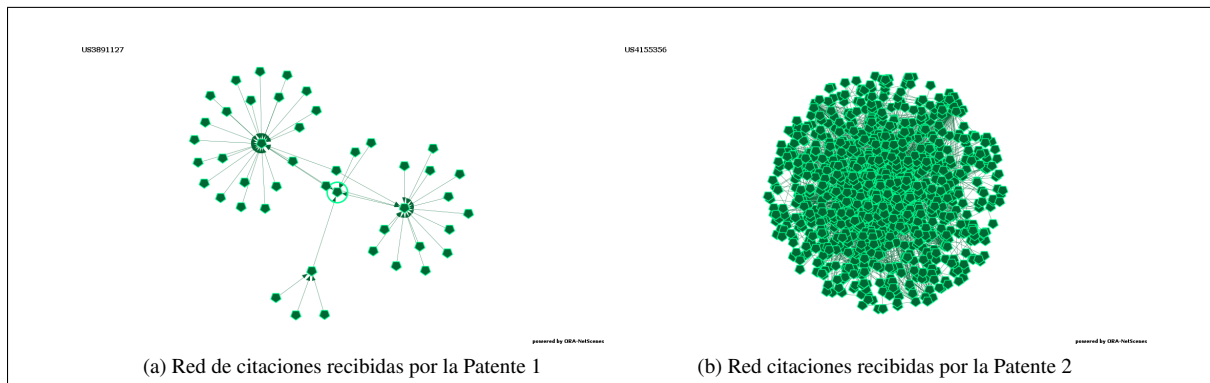 US3891127
US4155356
powered by ORA-NetScenes
powered by ORA-NetScenes
(a) Red de citaciones recibidas por la Patente 1
(b) Red citaciones recibidas por la Patente 2